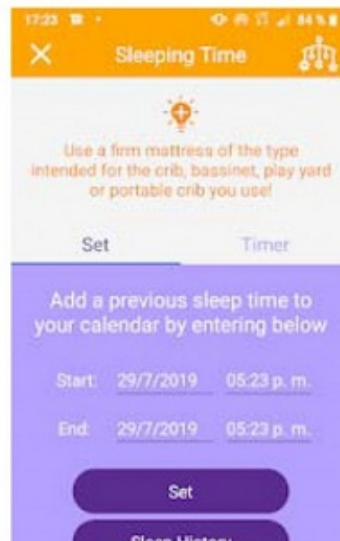 17:23 84 %
Sleeping Time
Use a firm mattress of the type
intended for the crib, bassinet, play yard
or portable crib you use!
Set Timer
Add a previous sleep time to
your calendar by entering below
Start: 29/7/2019 05:23 p. m.
End: 29/7/2019 05:23 p. m.
Set
Sleep History